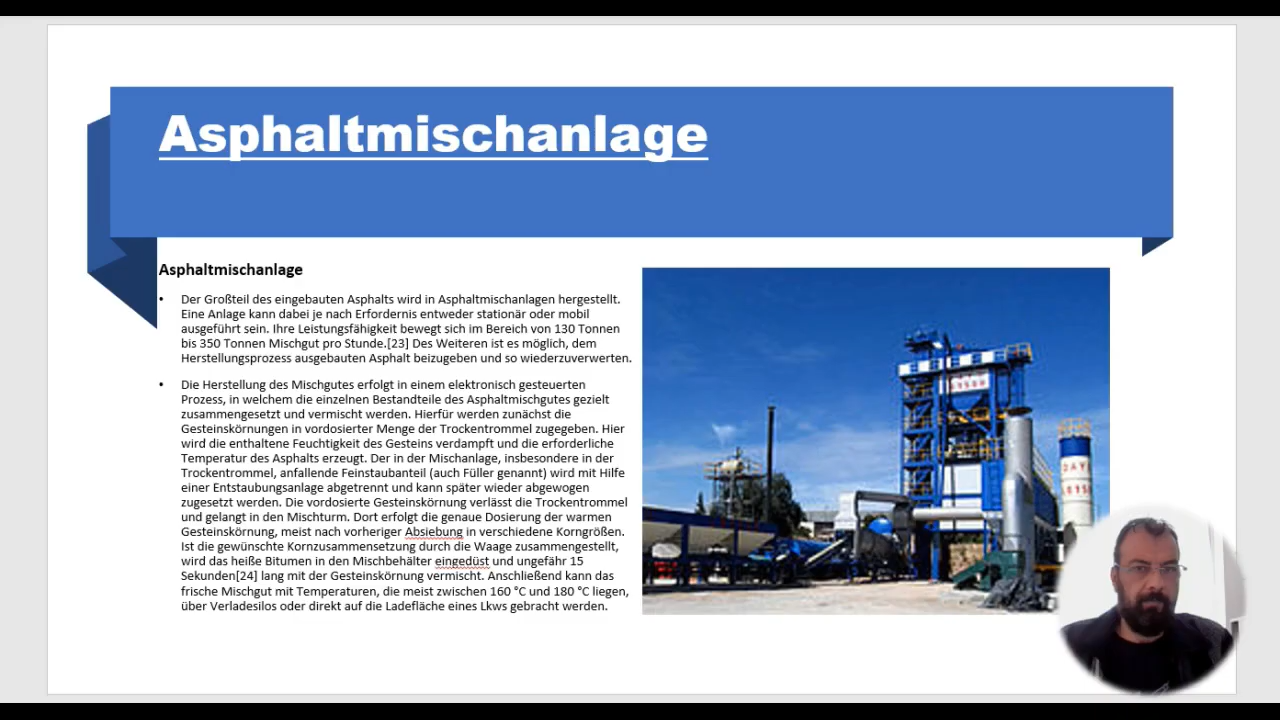 Asphaltmischanlage
Asphaltmischanlage
• Der Großteil des eingebauten Asphalts wird in Asphaltmischanlagen hergestellt.
Eine Anlage kann dabei je nach Erfordernis entweder stationär oder mobil
ausgeführt sein. Ihre Leistungsfähigkeit bewegt sich im Bereich von 130 Tonnen
bis 350 Tonnen Mischgut pro Stunde.[23] Des Weiteren ist es möglich, dem
Herstellungsprozess ausgebauten Asphalt beizugeben und so wiederzuverwerten.
• Die Herstellung des Mischgutes erfolgt in einem elektronisch gesteuerten
Prozess, in welchem die einzelnen Bestandteile des Asphaltmischgutes gezielt
zusammengesetzt und vermischt werden. Hierfür werden zunächst die
Gesteinskörnungen in vordosierter Menge der Trockentrommel zugegeben. Hier
wird die enthaltene Feuchtigkeit des Gesteins verdampft und die erforderliche
Temperatur des Asphalts erzeugt. Der in der Mischanlage, insbesondere in der
Trockentrommel, anfallende Feinstaubanteil (auch Füller genannt) wird mit Hilfe
einer Entstaubungsanlage abgetrennt und kann später wieder abgewogen
zugesetzt werden. Die vordosierte Gesteinskörnung verlässt die Trockentrommel
und gelangt in den Mischturm. Dort erfolgt die genaue Dosierung der warmen
Gesteinskörnung, meist nach vorheriger Absiebung in verschiedene Korngrößen.
Ist die gewünschte Kornzusammensetzung durch die Waage zusammengestellt,
wird das heiße Bitumen in den Mischbehälter eingedüst und ungefähr 15
Sekunden[24] lang mit der Gesteinskörnung vermischt. Anschließend kann das
frische Mischgut mit Temperaturen, die meist zwischen 160 °C und 180 °C liegen,
über Verladesilos oder direkt auf die Ladefläche eines Lkws gebracht werden.